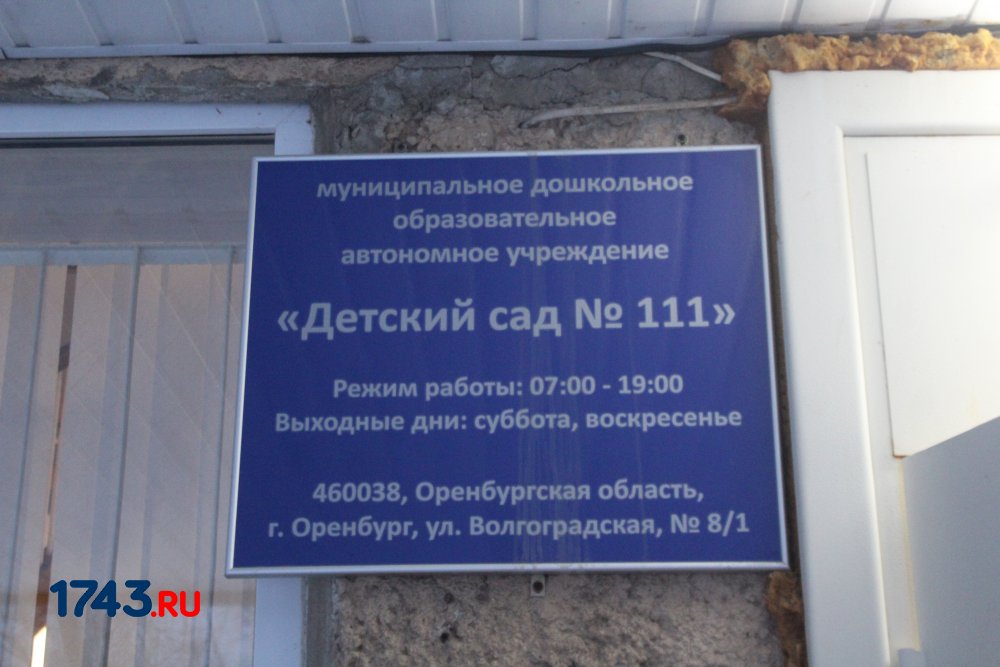 муниципальное дошкольное
образовательное
автономное учреждение
«Детский сад № 111»
Режим работы: 07:00 - 19:00
Выходные дни: суббота, воскресенье
460038, Оренбургская область,
г. Оренбург, ул. Волгоградская, № 8/1
1743.RU